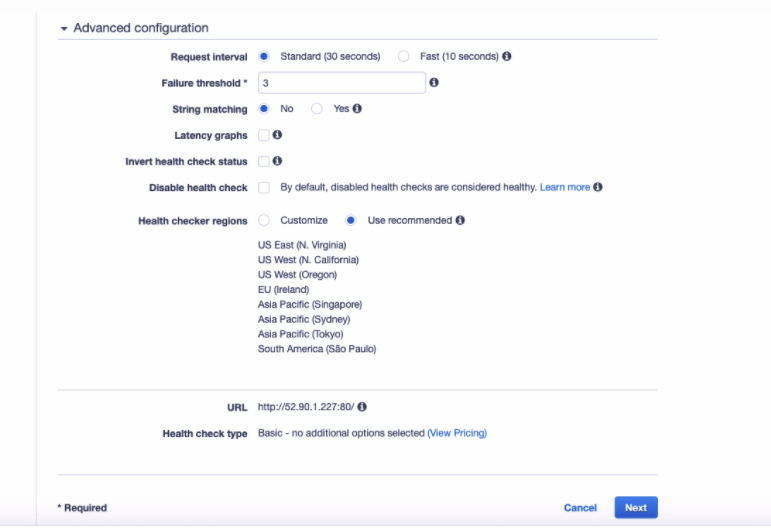 Advanced configuration
Request interval Standard (30 seconds) Fast (10 seconds)
Failure threshold * 3
String matching No Yes
Latency graphs
Invert health check status
Disable health check By default, disabled health checks are considered healthy. Learn more
Health checker regions Customize Use recommended
US East (N. Virginia)
US West (N. California)
US West (Oregon)
EU (Ireland)
Asia Pacific (Singapore)
Asia Pacific (Sydney)
Asia Pacific (Tokyo)
South America (São Paulo)
URL http://52.90.1.227:80/
Health check type Basic - no additional options selected (View Pricing)
* Required Cancel Next